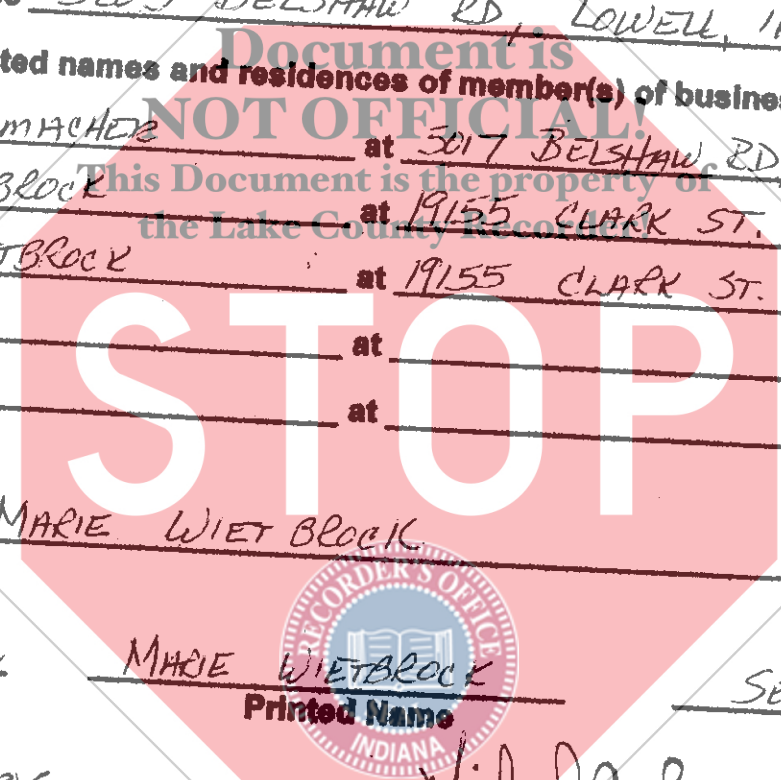 BELSHAW RD, LOWELL, I
Document is
ted names and residences of member(s) of busine
NOT OFFICIAL!
MACHER at 3017 BELSHAW RD
This Document is the property of
BROCK at 19155 CLARK ST.
the Lake County Recorder!
TBROCK at 19155 CLARK ST.
at
STOP
at
MARIE WIETBROCK
RECORDER'S OFFICE
MARIE WIETBROCK
Printed Name
INDIANA